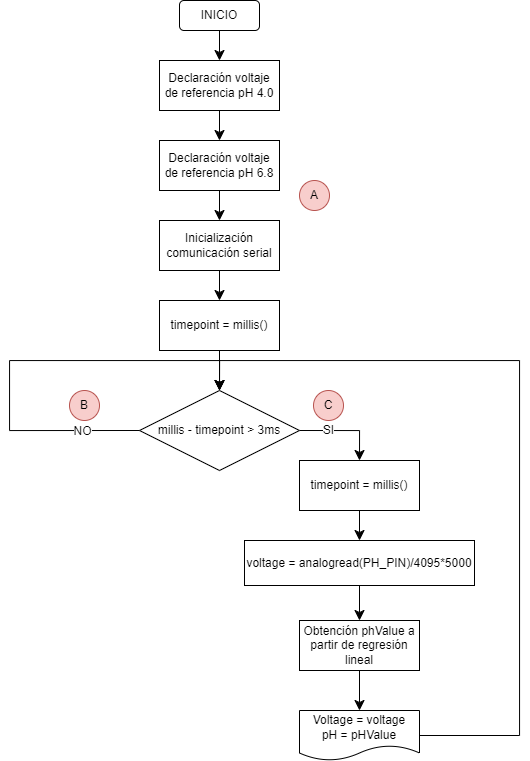 INICIO
Declaración voltaje
de referencia pH 4.0
Declaración voltaje
de referencia pH 6.8
A
Inicialización
comunicación serial
timepoint = millis()
B
C
NO
millis - timepoint > 3ms
SI
timepoint = millis()
voltage = analogread(PH_PIN)/4095*5000
Obtención phValue a
partir de regresión
lineal
Voltage = voltage
pH = pHValue